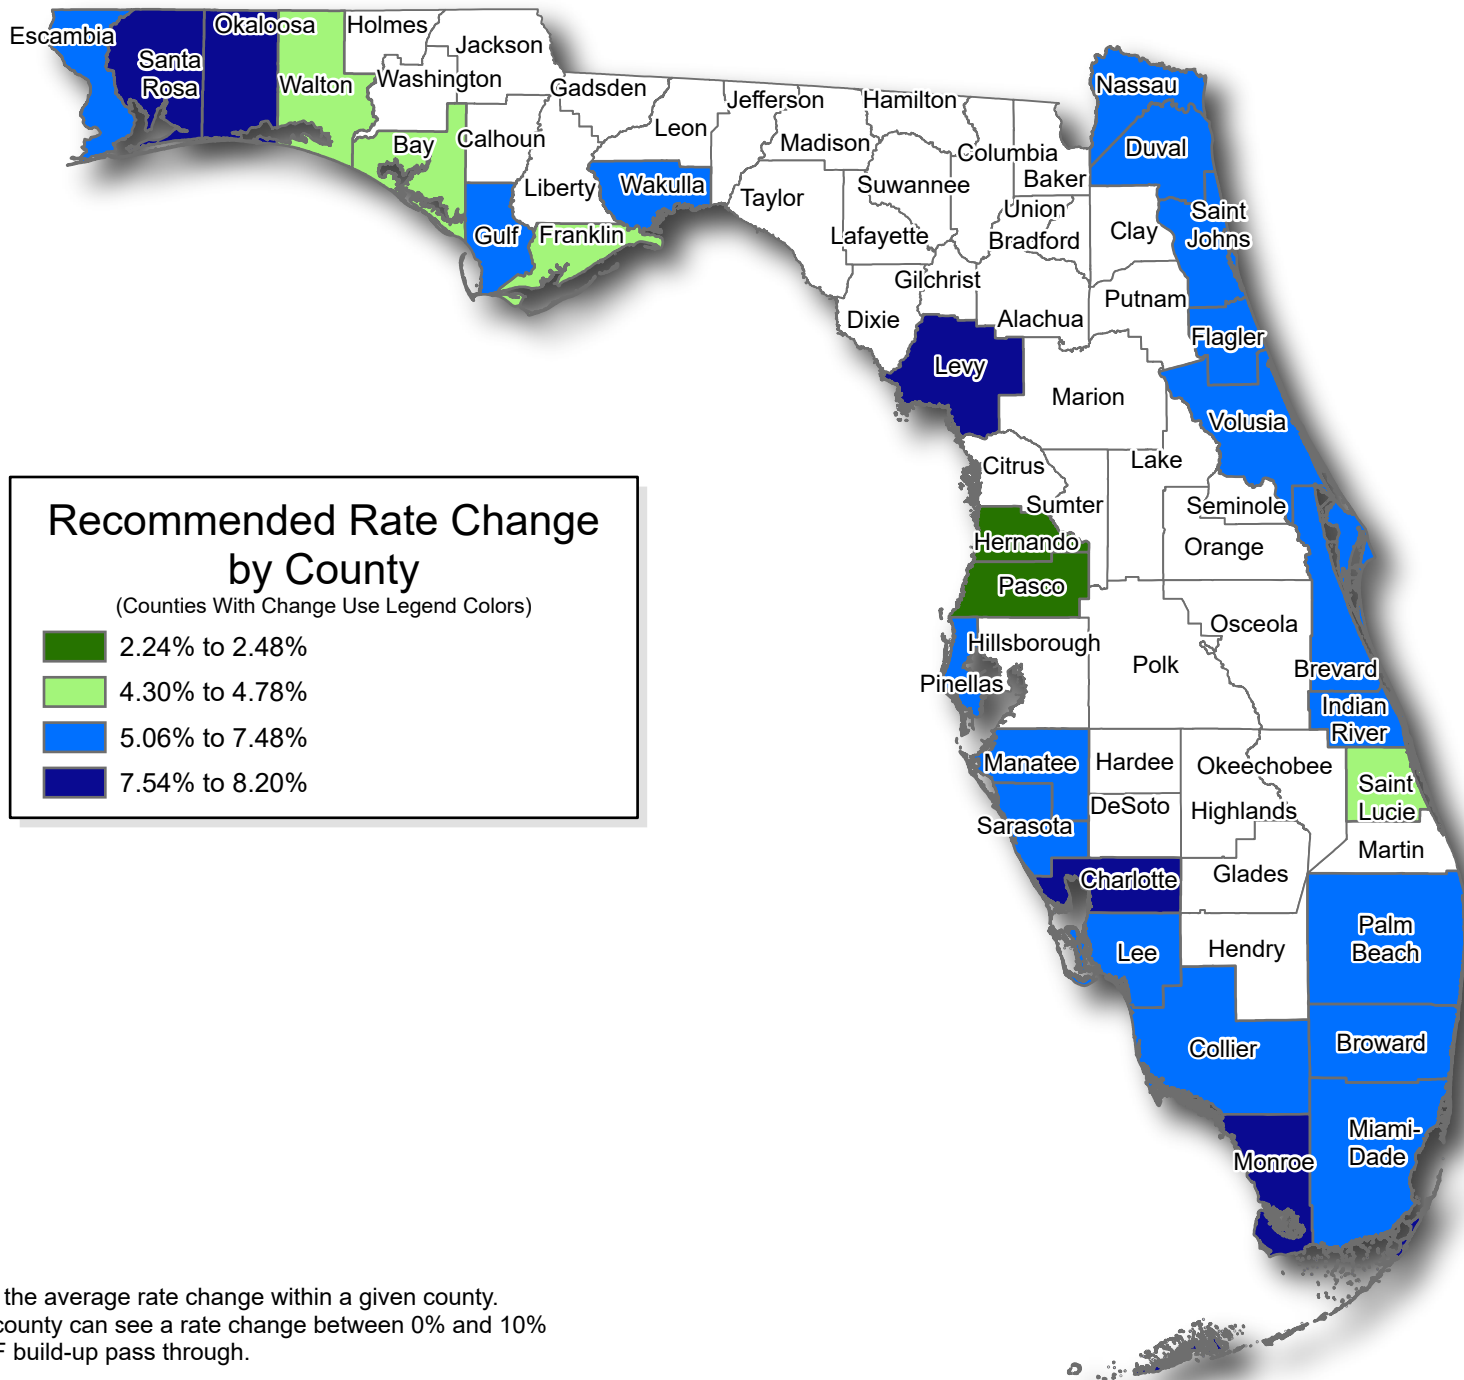 Escambia
Santa
Rosa
Okaloosa
Walton
Holmes
Jackson
Washington
Bay
Calhoun
Gadsden
Liberty
Gulf
Franklin
Leon
Wakulla
Jefferson
Madison
Taylor
Hamilton
Suwannee
Lafayette
Columbia
Baker
Union
Bradford
Gilchrist
Dixie
Alachua
Nassau
Duval
Clay
Saint
Johns
Putnam
Flagler
Levy
Marion
Volusia
Citrus
Sumter
Lake
Seminole
Orange
Hernando
Pasco
Hillsborough
Pinellas
Polk
Osceola
Brevard
Indian
River
Manatee
Hardee
Okeechobee
Saint
Lucie
DeSoto
Highlands
Sarasota
Martin
Charlotte
Glades
Lee
Hendry
Palm
Beach
Collier
Broward
Miami-
Dade
Monroe
Recommended Rate Change
by County
(Counties With Change Use Legend Colors)
2.24% to 2.48%
4.30% to 4.78%
5.06% to 7.48%
7.54% to 8.20%
the average rate change within a given county.
county can see a rate change between 0% and 10%
F build-up pass through.